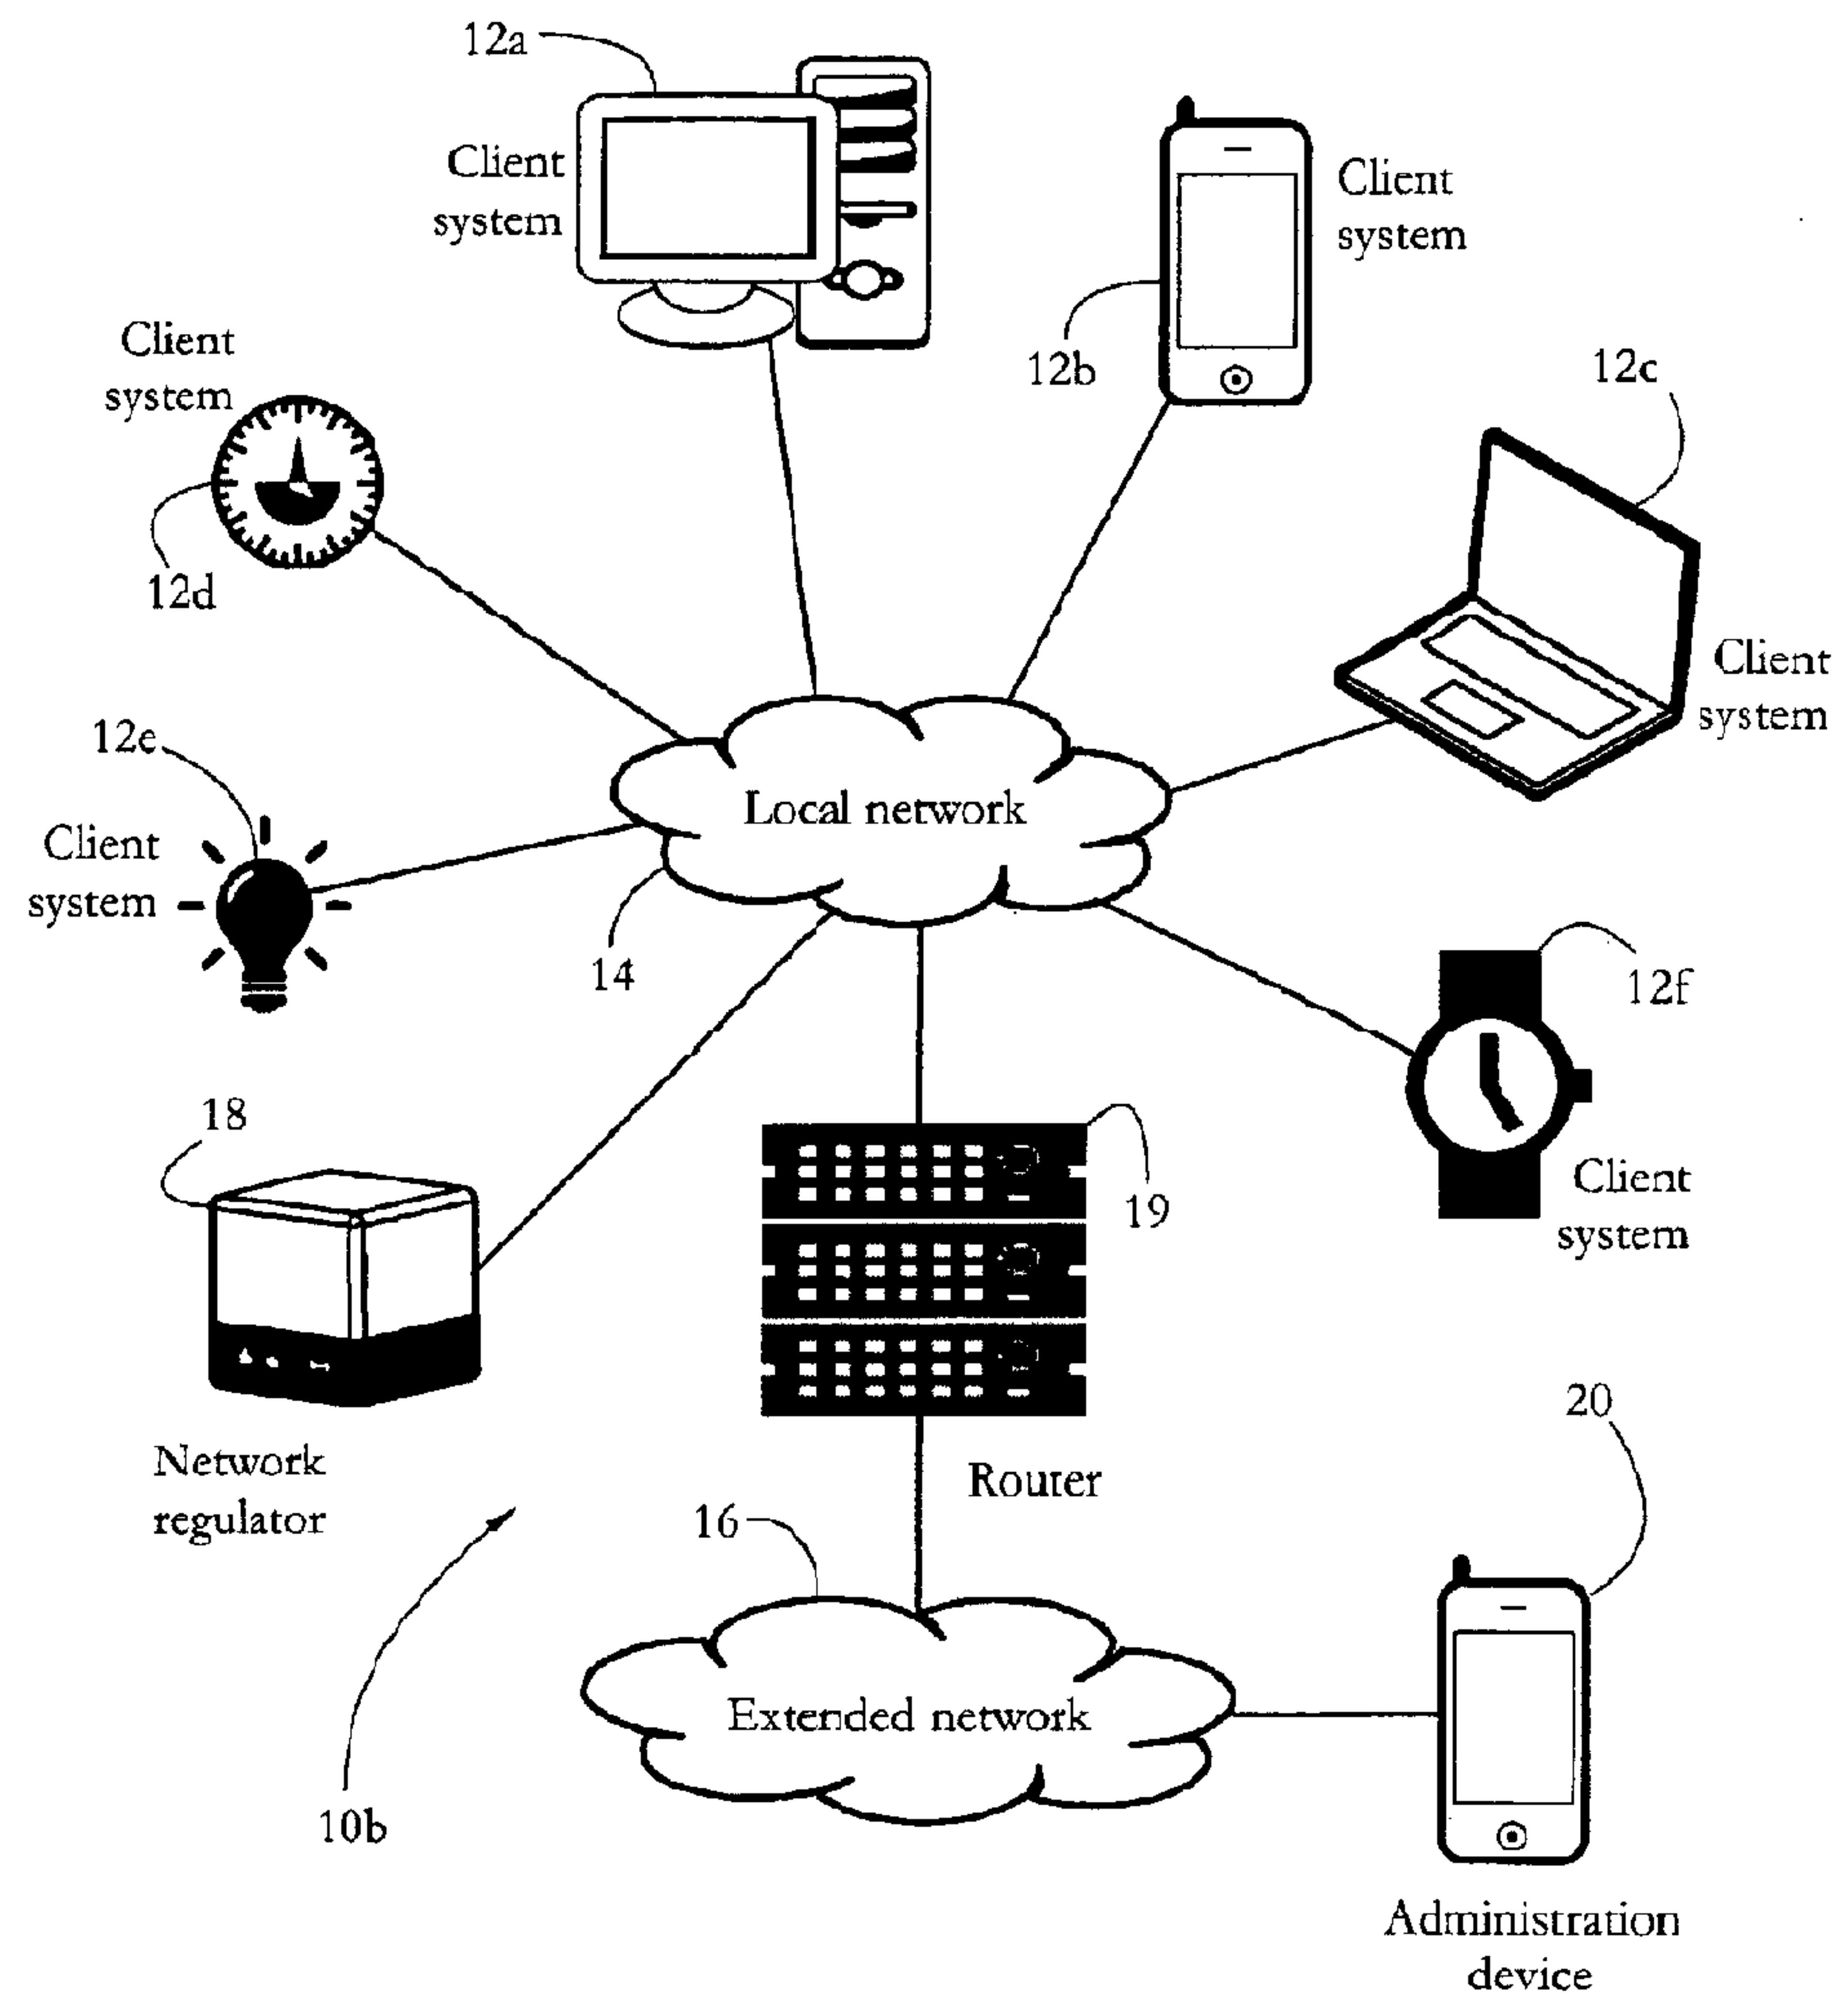 12a
Client
system
Client
system
12b
12c
Client
system
12d
Client
system
12e
Client
system
Local network
14
12f
Client
system
18
19
Network
regulator
Router
20
16
Extended network
10b
Administration
device